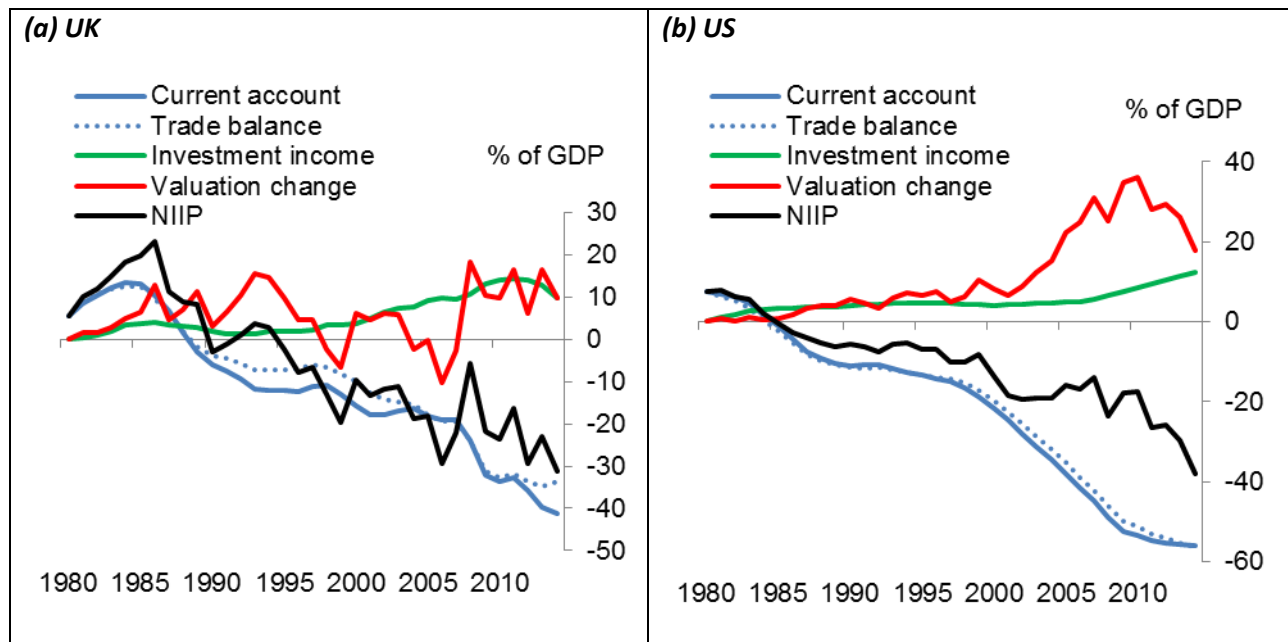 (a) UK
Current account
Trade balance
Investment income
% of GDP
Valuation change
NIIP
30
20
10
0
-10
-20
-30
-40
-50
1980 1985 1990 1995 2000 2005 2010
(b) US
Current account
Trade balance
% of GDP
Investment income
Valuation change
NIIP
40
20
0
-20
-40
-60
1980 1985 1990 1995 2000 2005 2010